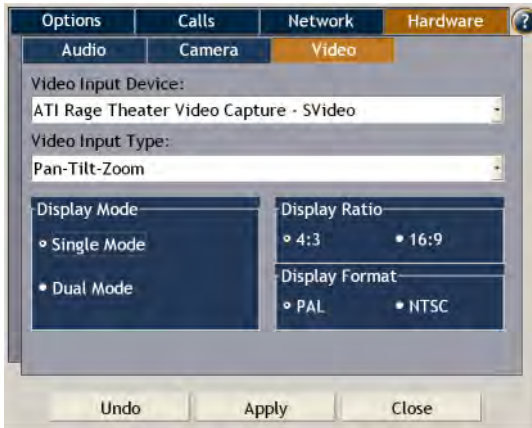 Options Calls Network Hardware ?
Audio Camera Video
Video Input Device:
ATI Rage Theater Video Capture - SVideo
Video Input Type:
Pan-Tilt-Zoom
Display Mode Display Ratio
Single Mode 4:3 16:9
Dual Mode Display Format
PAL NTSC
Undo Apply Close